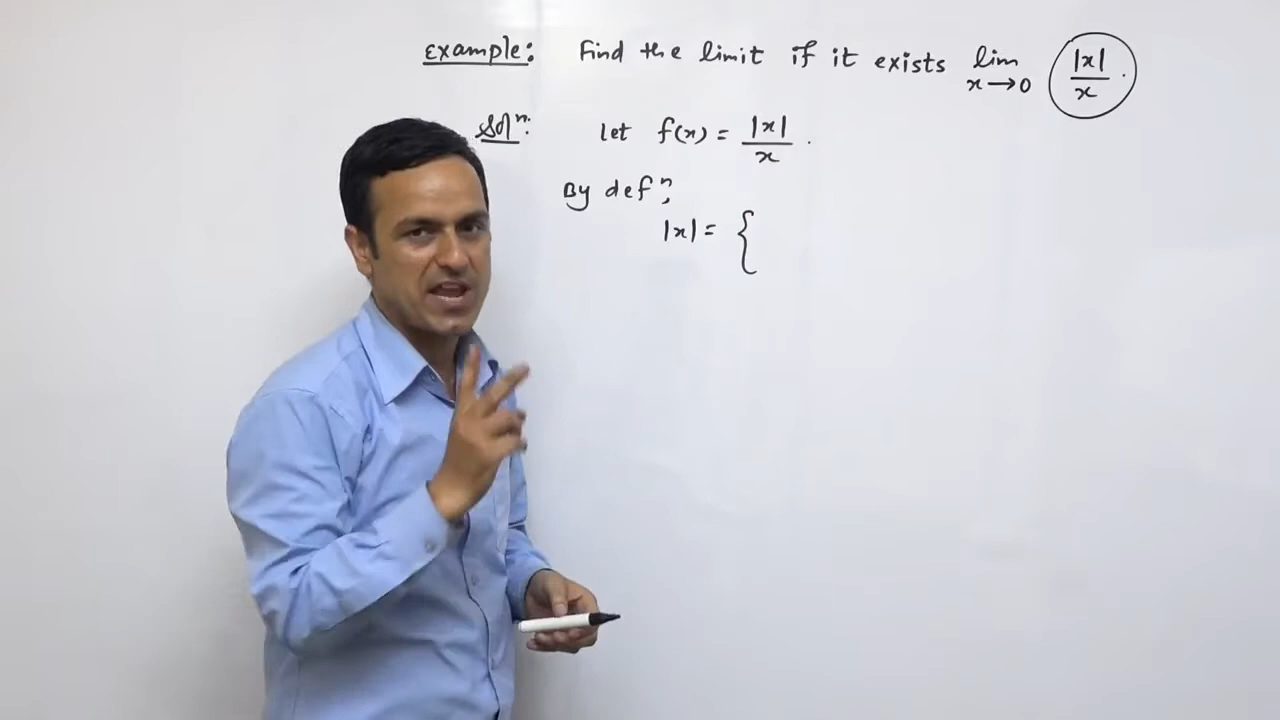 example: Find the limit if it exists lim x→0 |x|/x.
Solⁿ: let f(x) = |x|/x.
By defⁿ,
|x| = {